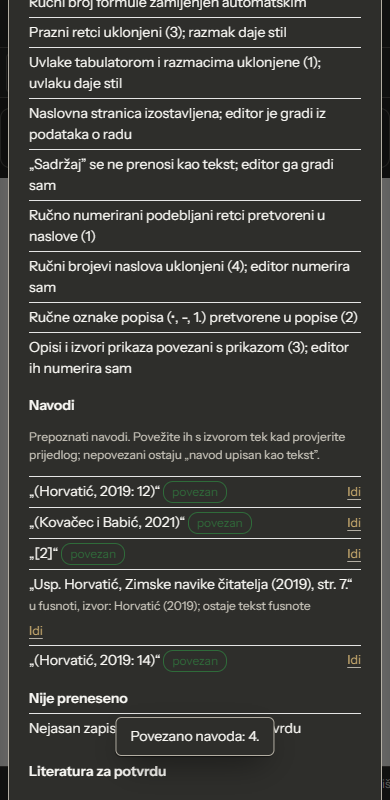 Ručni broj formule zamijenjen automatskim
Prazni retci uklonjeni (3); razmak daje stil
Uvlake tabulatorom i razmacima uklonjene (1);
uvlaku daje stil
Naslovna stranica izostavljena; editor je gradi iz
podataka o radu
„Sadržaj” se ne prenosi kao tekst; editor ga gradi
sam
Ručno numerirani podebljani retci pretvoreni u
naslove (1)
Ručni brojevi naslova uklonjeni (4); editor numerira
sam
Ručne oznake popisa (•, -, 1.) pretvorene u popise (2)
Opisi i izvori prikaza povezani s prikazom (3); editor
ih numerira sam
Navodi
Prepoznati navodi. Povežite ih s izvorom tek kad provjerite
prijedlog; nepovezani ostaju „navod upisan kao tekst”.
„(Horvatić, 2019: 12)“ povezan Idi
„(Kovačec i Babić, 2021)“ povezan Idi
„[2]“ povezan Idi
„Usp. Horvatić, Zimske navike čitatelja (2019), str. 7.“
u fusnoti, izvor: Horvatić (2019); ostaje tekst fusnote
Idi
„(Horvatić, 2019: 14)“ povezan Idi
Nije preneseno
Nejasan zapis
Povezano navoda: 4.
Literatura za potvrdu